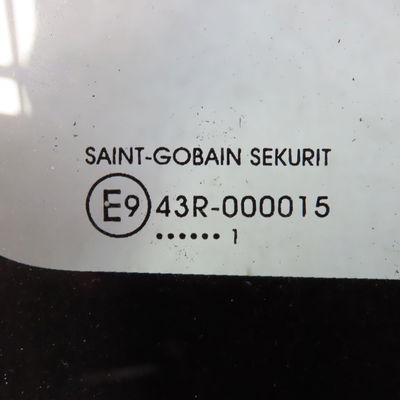 SAINT-GOBAIN SEKURIT
E9 43R-000015
...... 1